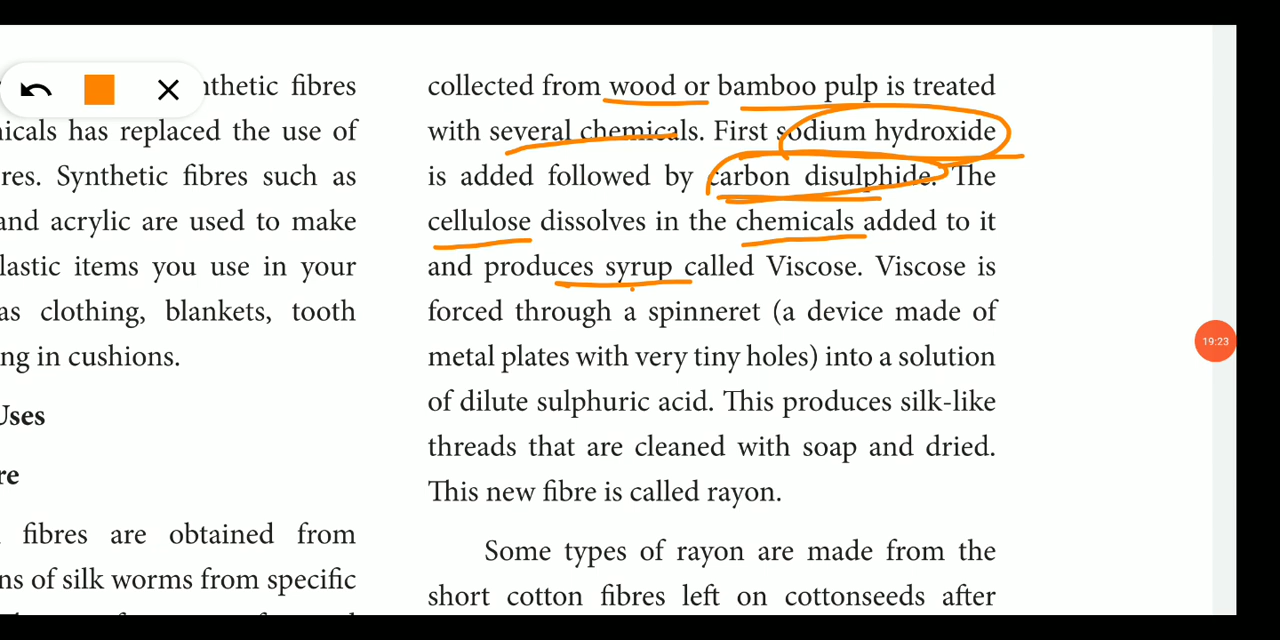 nthetic fibres
icals has replaced the use of
res. Synthetic fibres such as
and acrylic are used to make
lastic items you use in your
as clothing, blankets, tooth
ng in cushions.
Uses
re
fibres are obtained from
ns of silk worms from specific
collected from wood or bamboo pulp is treated
with several chemicals. First sodium hydroxide
is added followed by carbon disulphide. The
cellulose dissolves in the chemicals added to it
and produces syrup called Viscose. Viscose is
forced through a spinneret (a device made of
metal plates with very tiny holes) into a solution
of dilute sulphuric acid. This produces silk-like
threads that are cleaned with soap and dried.
This new fibre is called rayon.
Some types of rayon are made from the
short cotton fibres left on cottonseeds after
19:23